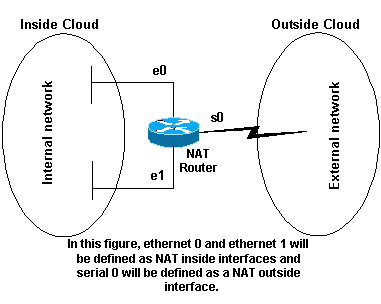 Inside Cloud
Outside Cloud
e0
Internal network
s0
External network
NAT
Router
e1
In this figure, ethernet 0 and ethernet 1 will
be defined as NAT inside interfaces and
serial 0 will be defined as a NAT outside
interface.